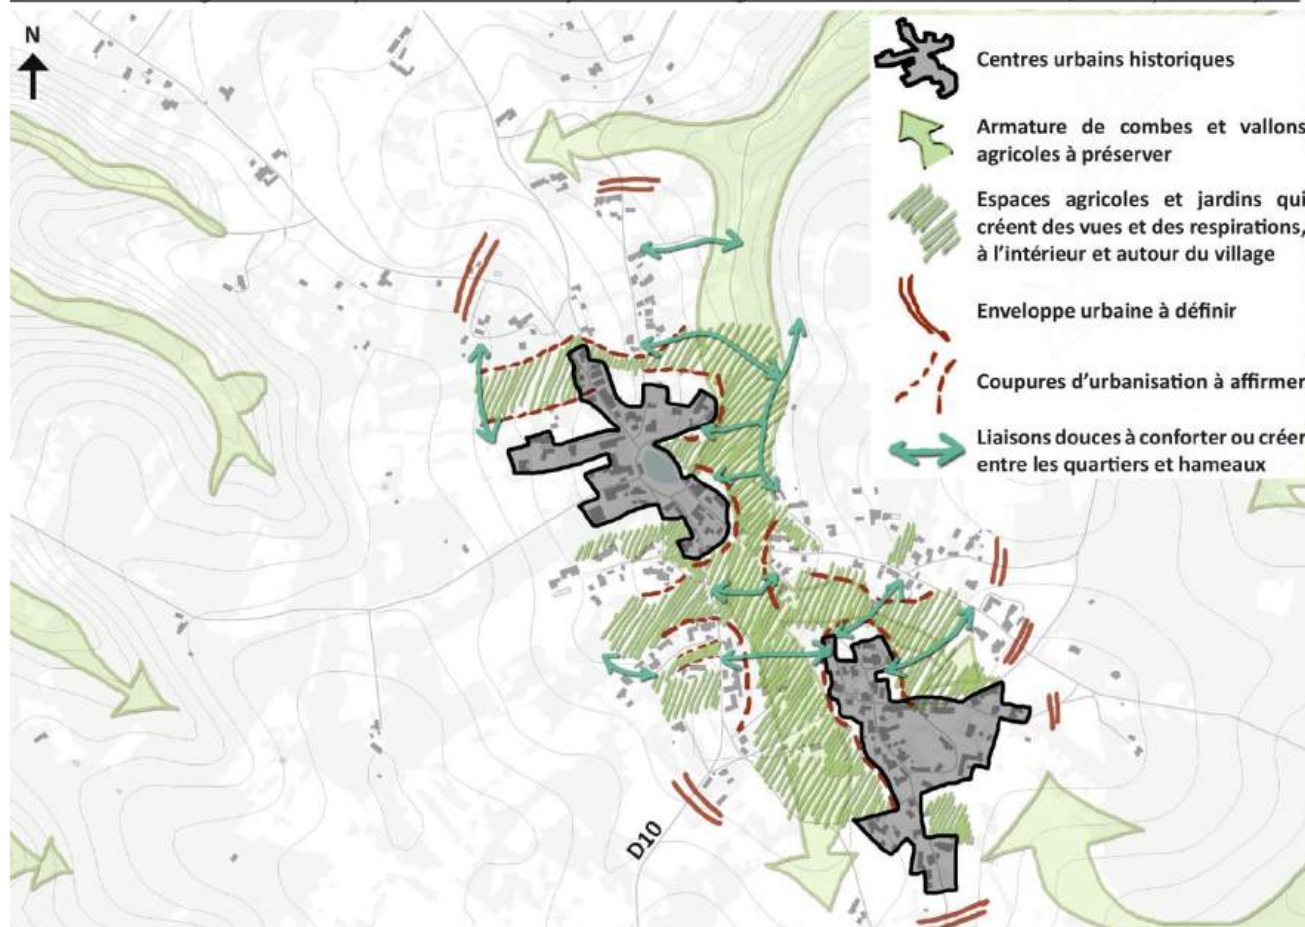 N
Centres urbains historiques
Armature de combes et vallons
agricoles à préserver
Espaces agricoles et jardins qui
créent des vues et des respirations,
à l'intérieur et autour du village
Enveloppe urbaine à définir
Coupures d'urbanisation à affirmer
Liaisons douces à conforter ou créer
entre les quartiers et hameaux
D10